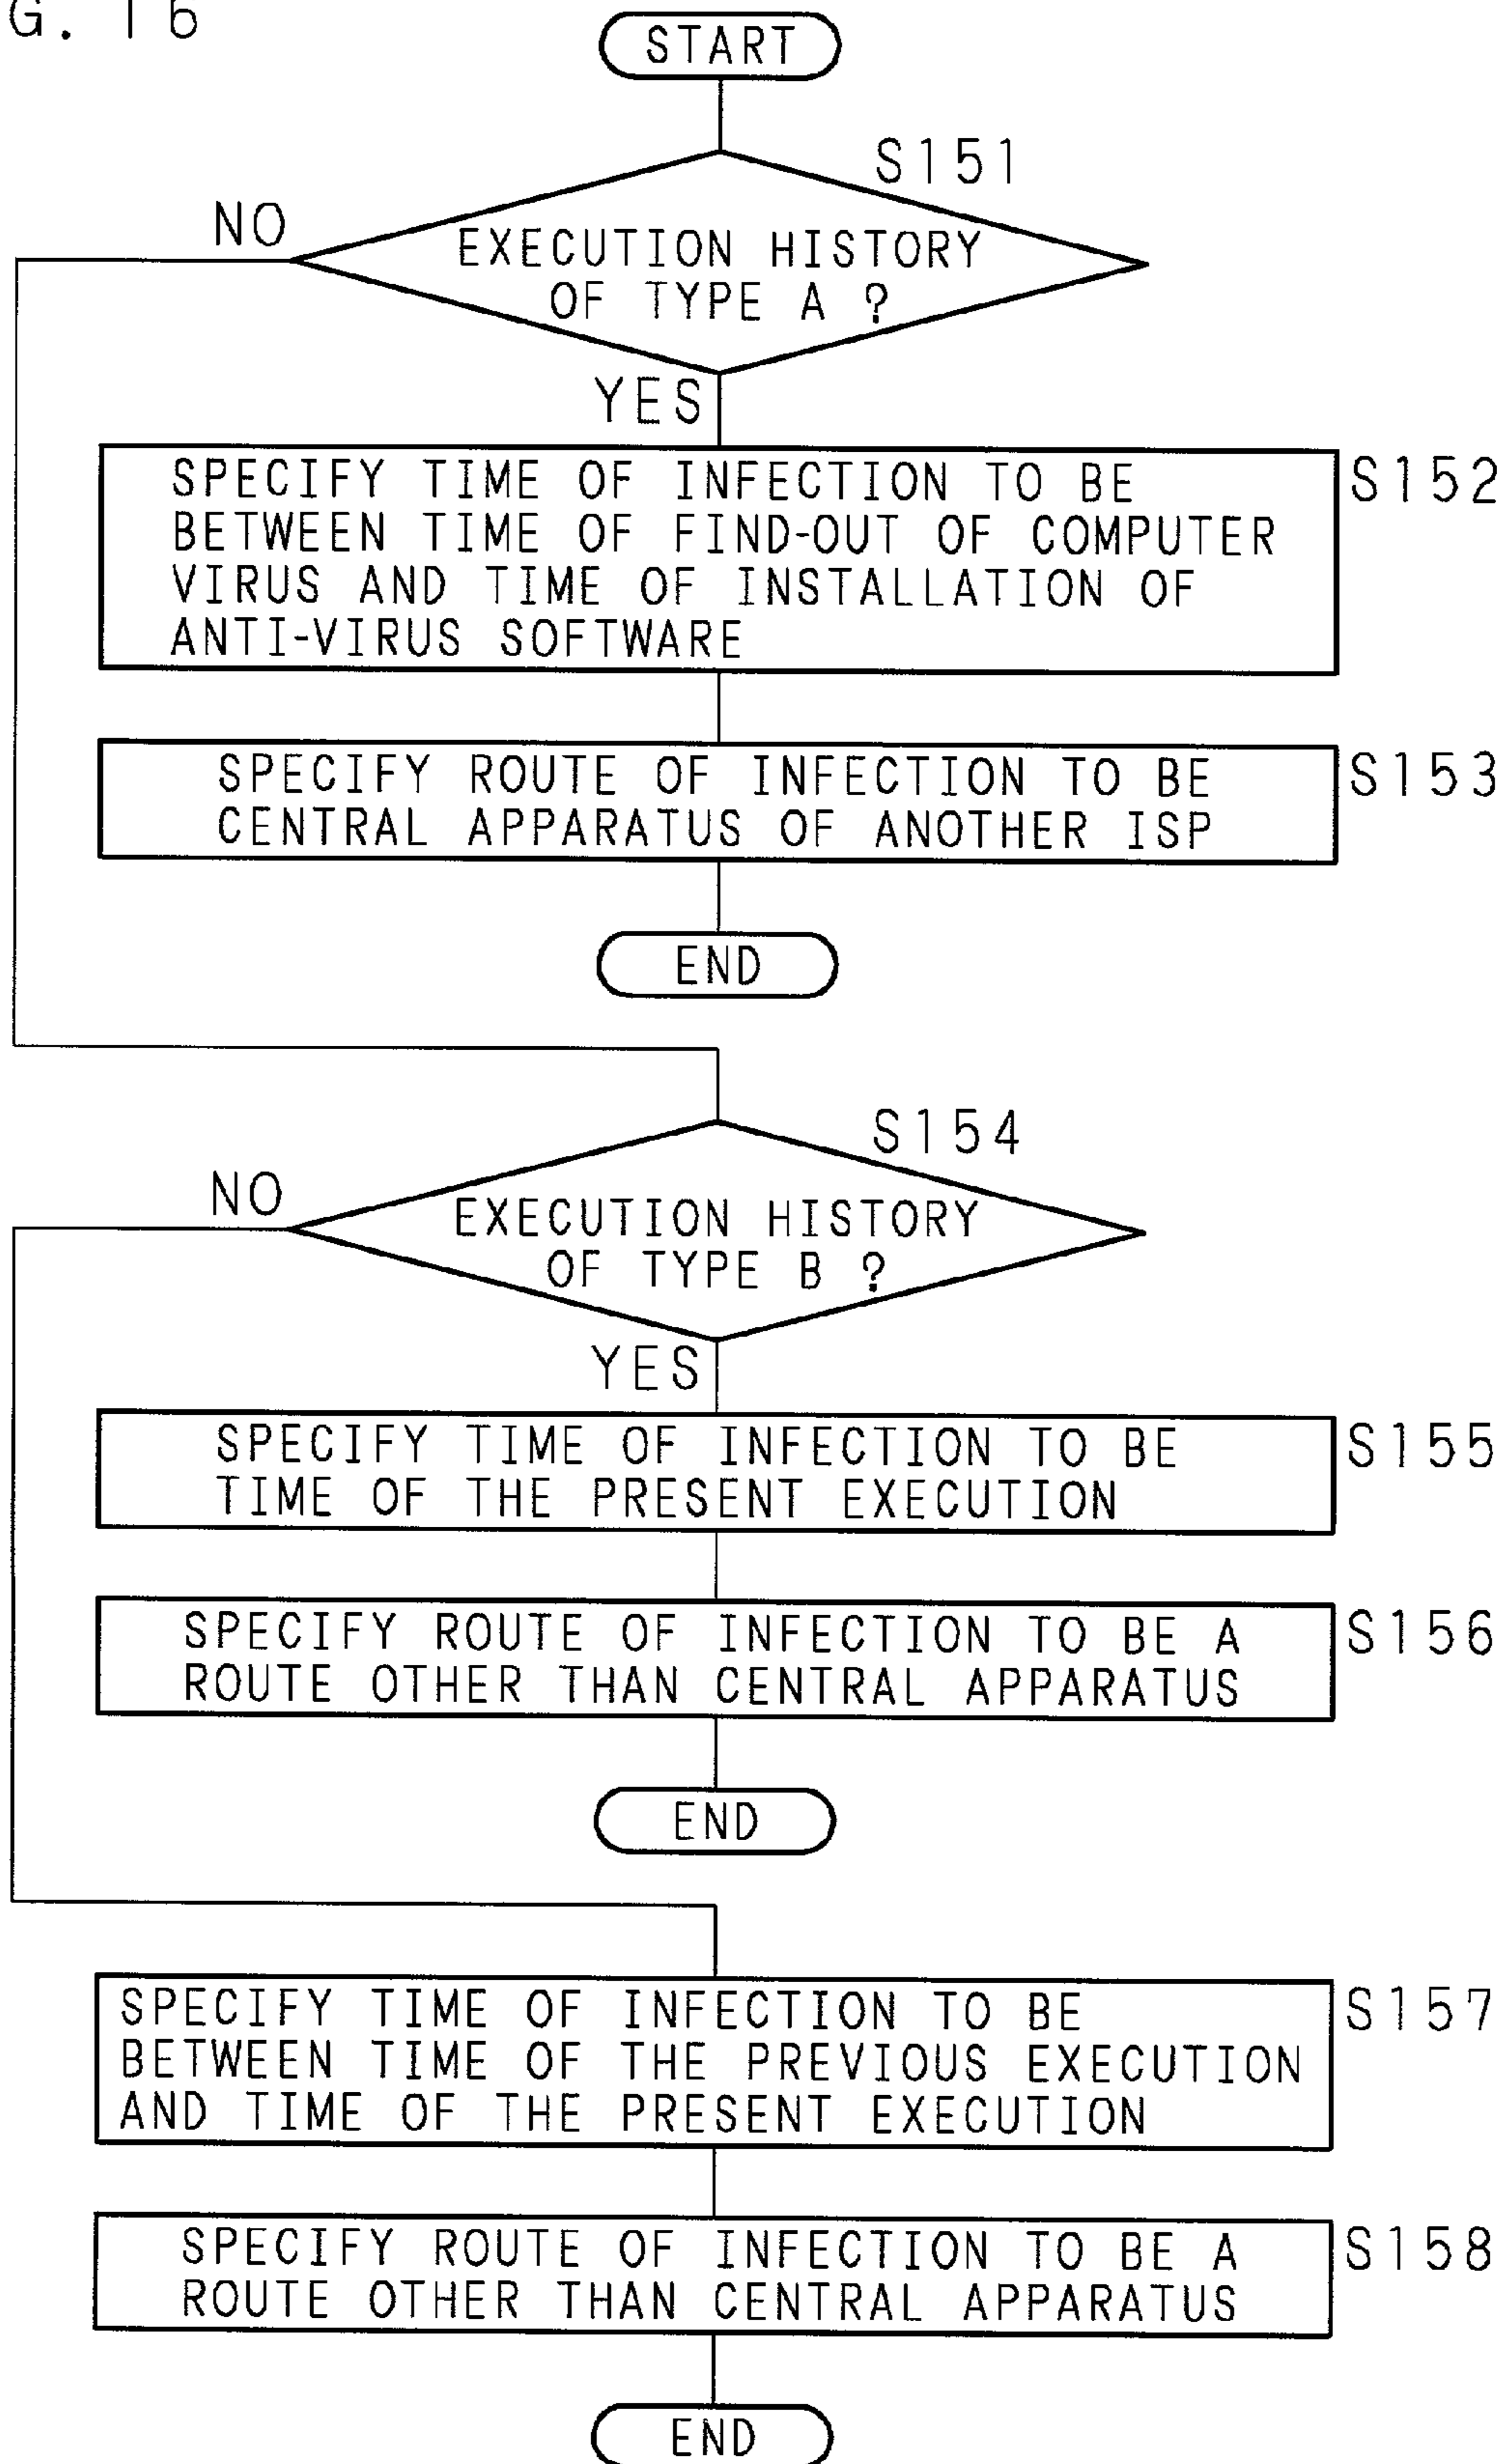 G. 16
START
S151
NO
EXECUTION HISTORY
OF TYPE A ?
YES
SPECIFY TIME OF INFECTION TO BE
BETWEEN TIME OF FIND-OUT OF COMPUTER
VIRUS AND TIME OF INSTALLATION OF
ANTI-VIRUS SOFTWARE
S152
SPECIFY ROUTE OF INFECTION TO BE
CENTRAL APPARATUS OF ANOTHER ISP
S153
END
S154
NO
EXECUTION HISTORY
OF TYPE B ?
YES
SPECIFY TIME OF INFECTION TO BE
TIME OF THE PRESENT EXECUTION
S155
SPECIFY ROUTE OF INFECTION TO BE A
ROUTE OTHER THAN CENTRAL APPARATUS
S156
END
SPECIFY TIME OF INFECTION TO BE
BETWEEN TIME OF THE PREVIOUS EXECUTION
AND TIME OF THE PRESENT EXECUTION
S157
SPECIFY ROUTE OF INFECTION TO BE A
ROUTE OTHER THAN CENTRAL APPARATUS
S158
END